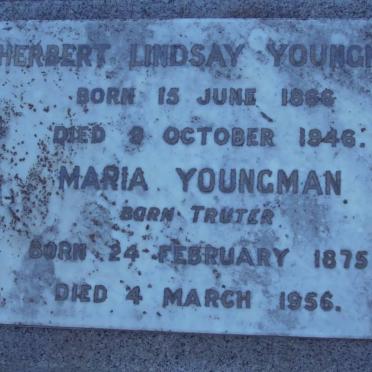 HERBERT LINDSAY YOUNG
BORN 15 JUNE 1866
DIED 9 OCTOBER 1946.
MARIA YOUNGMAN
BORN TRUTER
BORN 24 FEBRUARY 1875
DIED 4 MARCH 1956.